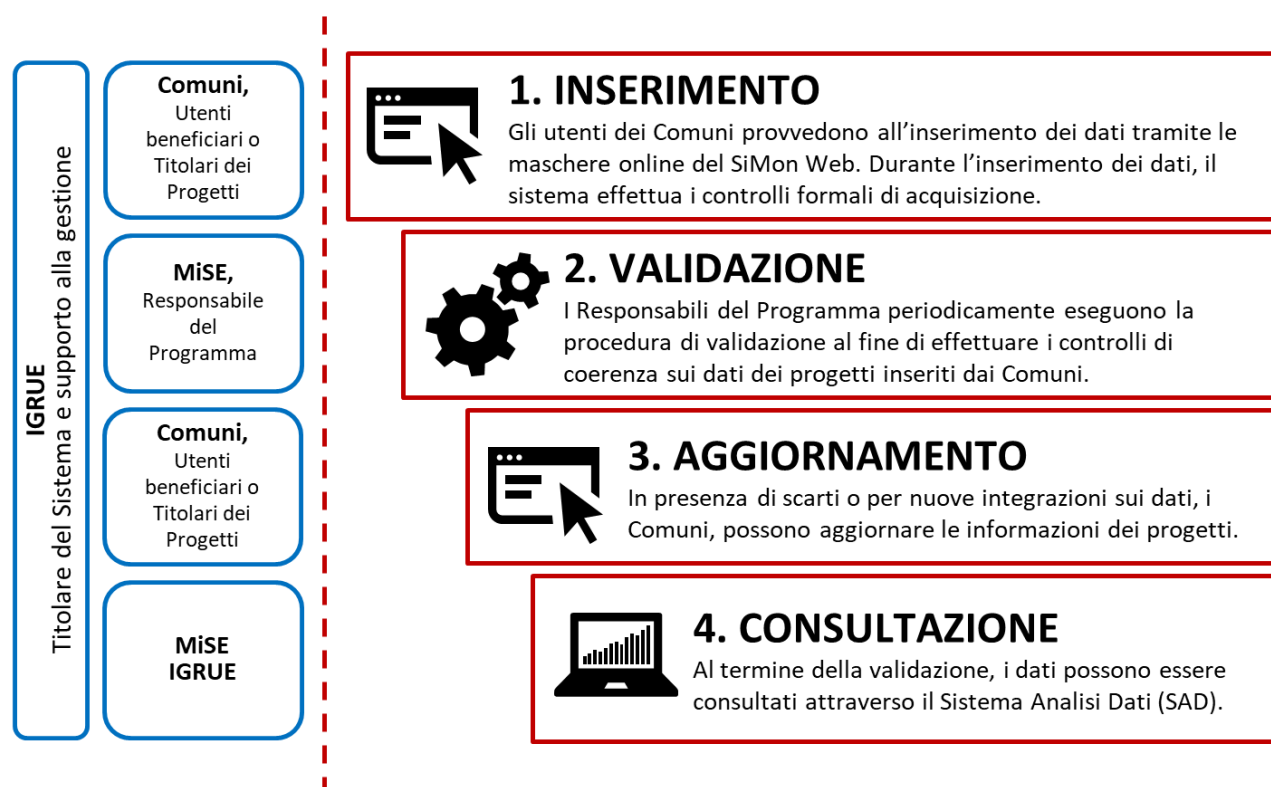 IGRUE
Titolare del Sistema e supporto alla gestione
Comuni,
Utenti
beneficiari o
Titolari dei
Progetti
1. INSERIMENTO
Gli utenti dei Comuni provvedono all’inserimento dei dati tramite le
maschere online del SiMon Web. Durante l’inserimento dei dati, il
sistema effettua i controlli formali di acquisizione.
MiSE,
Responsabile
del
Programma
2. VALIDAZIONE
I Responsabili del Programma periodicamente eseguono la
procedura di validazione al fine di effettuare i controlli di
coerenza sui dati dei progetti inseriti dai Comuni.
Comuni,
Utenti
beneficiari o
Titolari dei
Progetti
3. AGGIORNAMENTO
In presenza di scarti o per nuove integrazioni sui dati, i
Comuni, possono aggiornare le informazioni dei progetti.
MiSE
IGRUE
4. CONSULTAZIONE
Al termine della validazione, i dati possono essere
consultati attraverso il Sistema Analisi Dati (SAD).